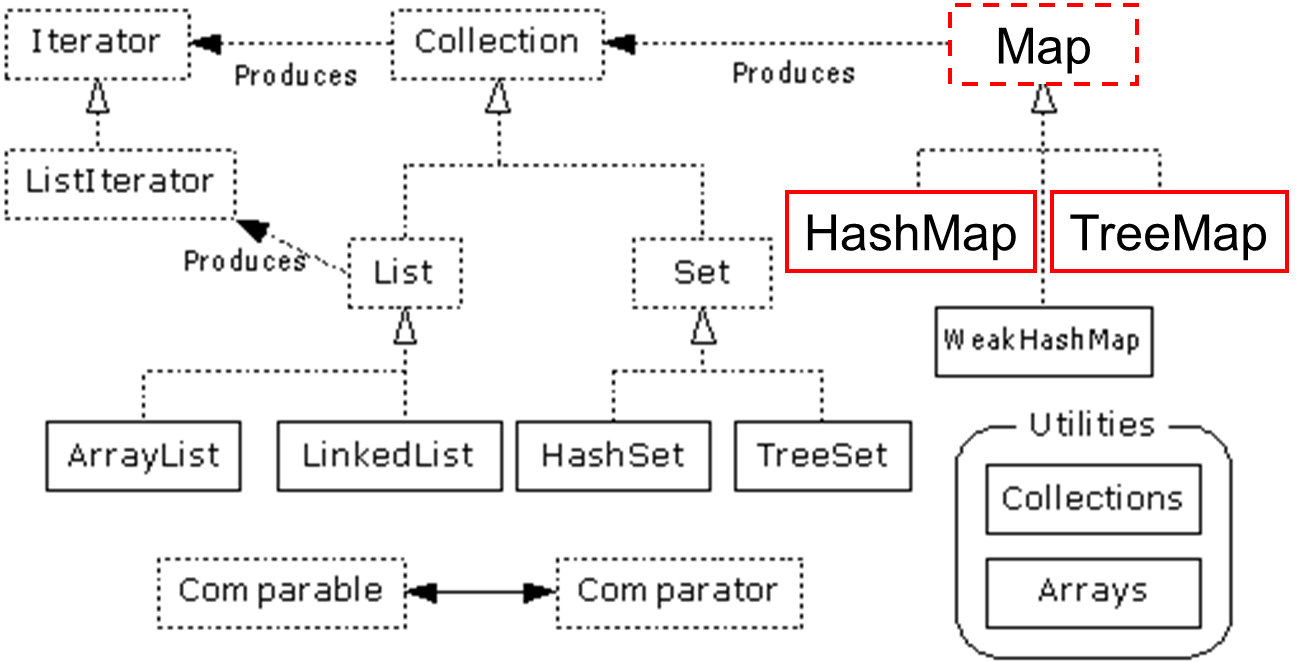 Iterator
Collection
Map
Produces
Produces
ListIterator
HashMap
TreeMap
Produces
List
Set
WeakHashMap
Utilities
ArrayList
LinkedList
HashSet
TreeSet
Collections
Comparable
Comparator
Arrays